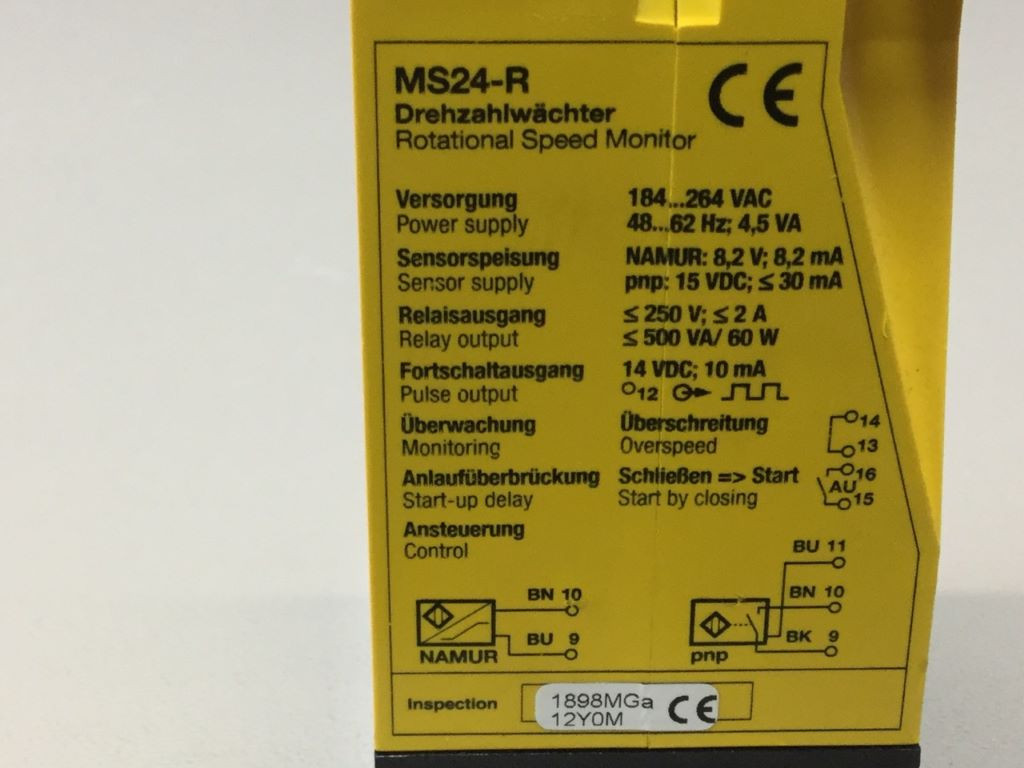 MS24-R
CE
Drehzahlwächter
Rotational Speed Monitor
Versorgung 184...264 VAC
Power supply 48...62 Hz; 4,5 VA
Sensorspeisung NAMUR: 8,2 V; 8,2 mA
Sensor supply pnp: 15 VDC; ≤ 30 mA
Relaisausgang ≤ 250 V; ≤ 2 A
Relay output ≤ 500 VA/ 60 W
Fortschaltausgang 14 VDC; 10 mA
Pulse output 12
Überwachung Überschreitung 14
Monitoring Overspeed 13
Anlaufüberbrückung Schließen => Start AU 16
Start-up delay Start by closing 15
Ansteuerung
Control
BU 11
BN 10 BN 10
BU 9 BK 9
NAMUR pnp
Inspection 1898MGa CE
12Y0M